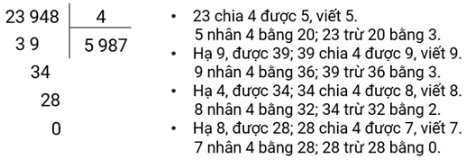 23 948 4
3 9 5 987
34
28
0
• 23 chia 4 được 5, viết 5.
5 nhân 4 bằng 20; 23 trừ 20 bằng 3.
• Hạ 9, được 39; 39 chia 4 được 9, viết 9.
9 nhân 4 bằng 36; 39 trừ 36 bằng 3.
• Hạ 4, được 34; 34 chia 4 được 8, viết 8.
8 nhân 4 bằng 32; 34 trừ 32 bằng 2.
• Hạ 8, được 28; 28 chia 4 được 7, viết 7.
7 nhân 4 bằng 28; 28 trừ 28 bằng 0.